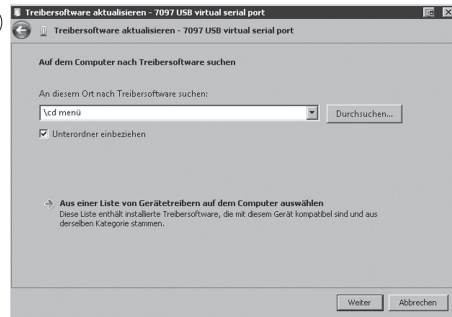 Treibersoftware aktualisieren - 7097 USB virtual serial port
Treibersoftware aktualisieren - 7097 USB virtual serial port
Auf dem Computer nach Treibersoftware suchen
An diesem Ort nach Treibersoftware suchen:
\cd menü
Durchsuchen...
Unterordner einbeziehen
Aus einer Liste von Gerätetreibern auf dem Computer auswählen
Diese Liste enthält installierte Treibersoftware, die mit diesem Gerät kompatibel sind und aus
derselben Kategorie stammen.
Weiter
Abbrechen